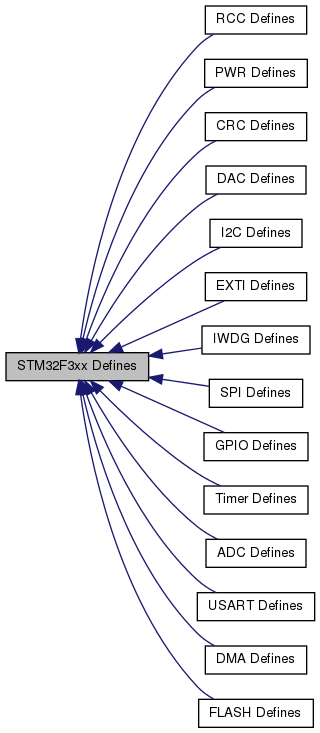 RCC Defines
PWR Defines
CRC Defines
DAC Defines
I2C Defines
EXTI Defines
IWDG Defines
STM32F3xx Defines
SPI Defines
GPIO Defines
Timer Defines
ADC Defines
USART Defines
DMA Defines
FLASH Defines